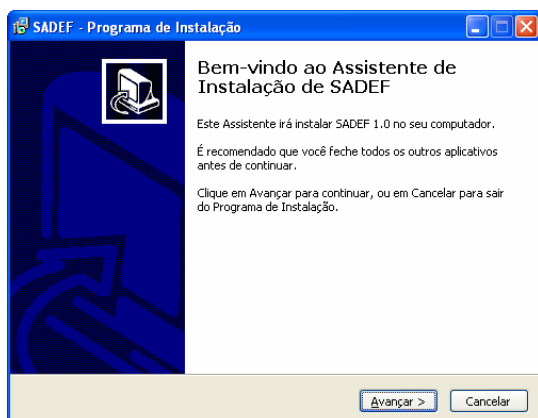 SADEF - Programa de Instalação
Bem-vindo ao Assistente de
Instalação de SADEF
Este Assistente irá instalar SADEF 1.0 no seu computador.
É recomendado que você feche todos os outros aplicativos
antes de continuar.
Clique em Avançar para continuar, ou em Cancelar para sair
do Programa de Instalação.
Avançar >
Cancelar